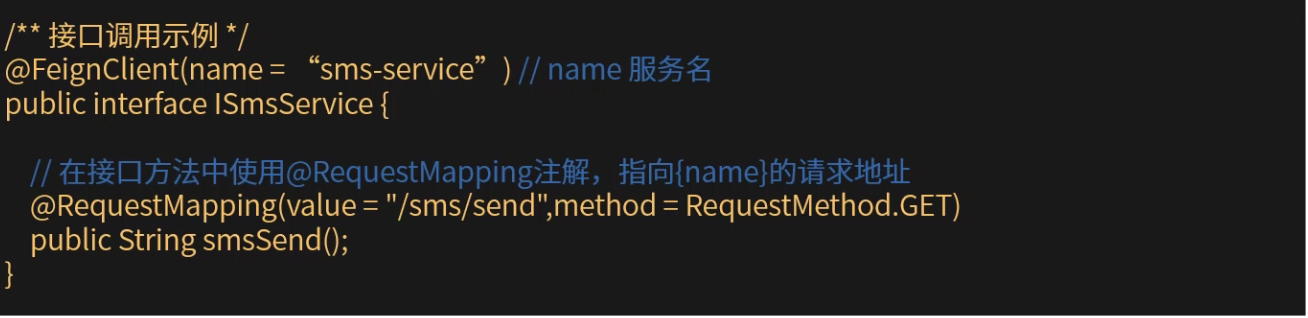 /** 接口调用示例 */
@FeignClient(name = “sms-service”) // name 服务名
public interface ISmsService {
// 在接口方法中使用@RequestMapping注解，指向{name}的请求地址
@RequestMapping(value = "/sms/send",method = RequestMethod.GET)
public String smsSend();
}